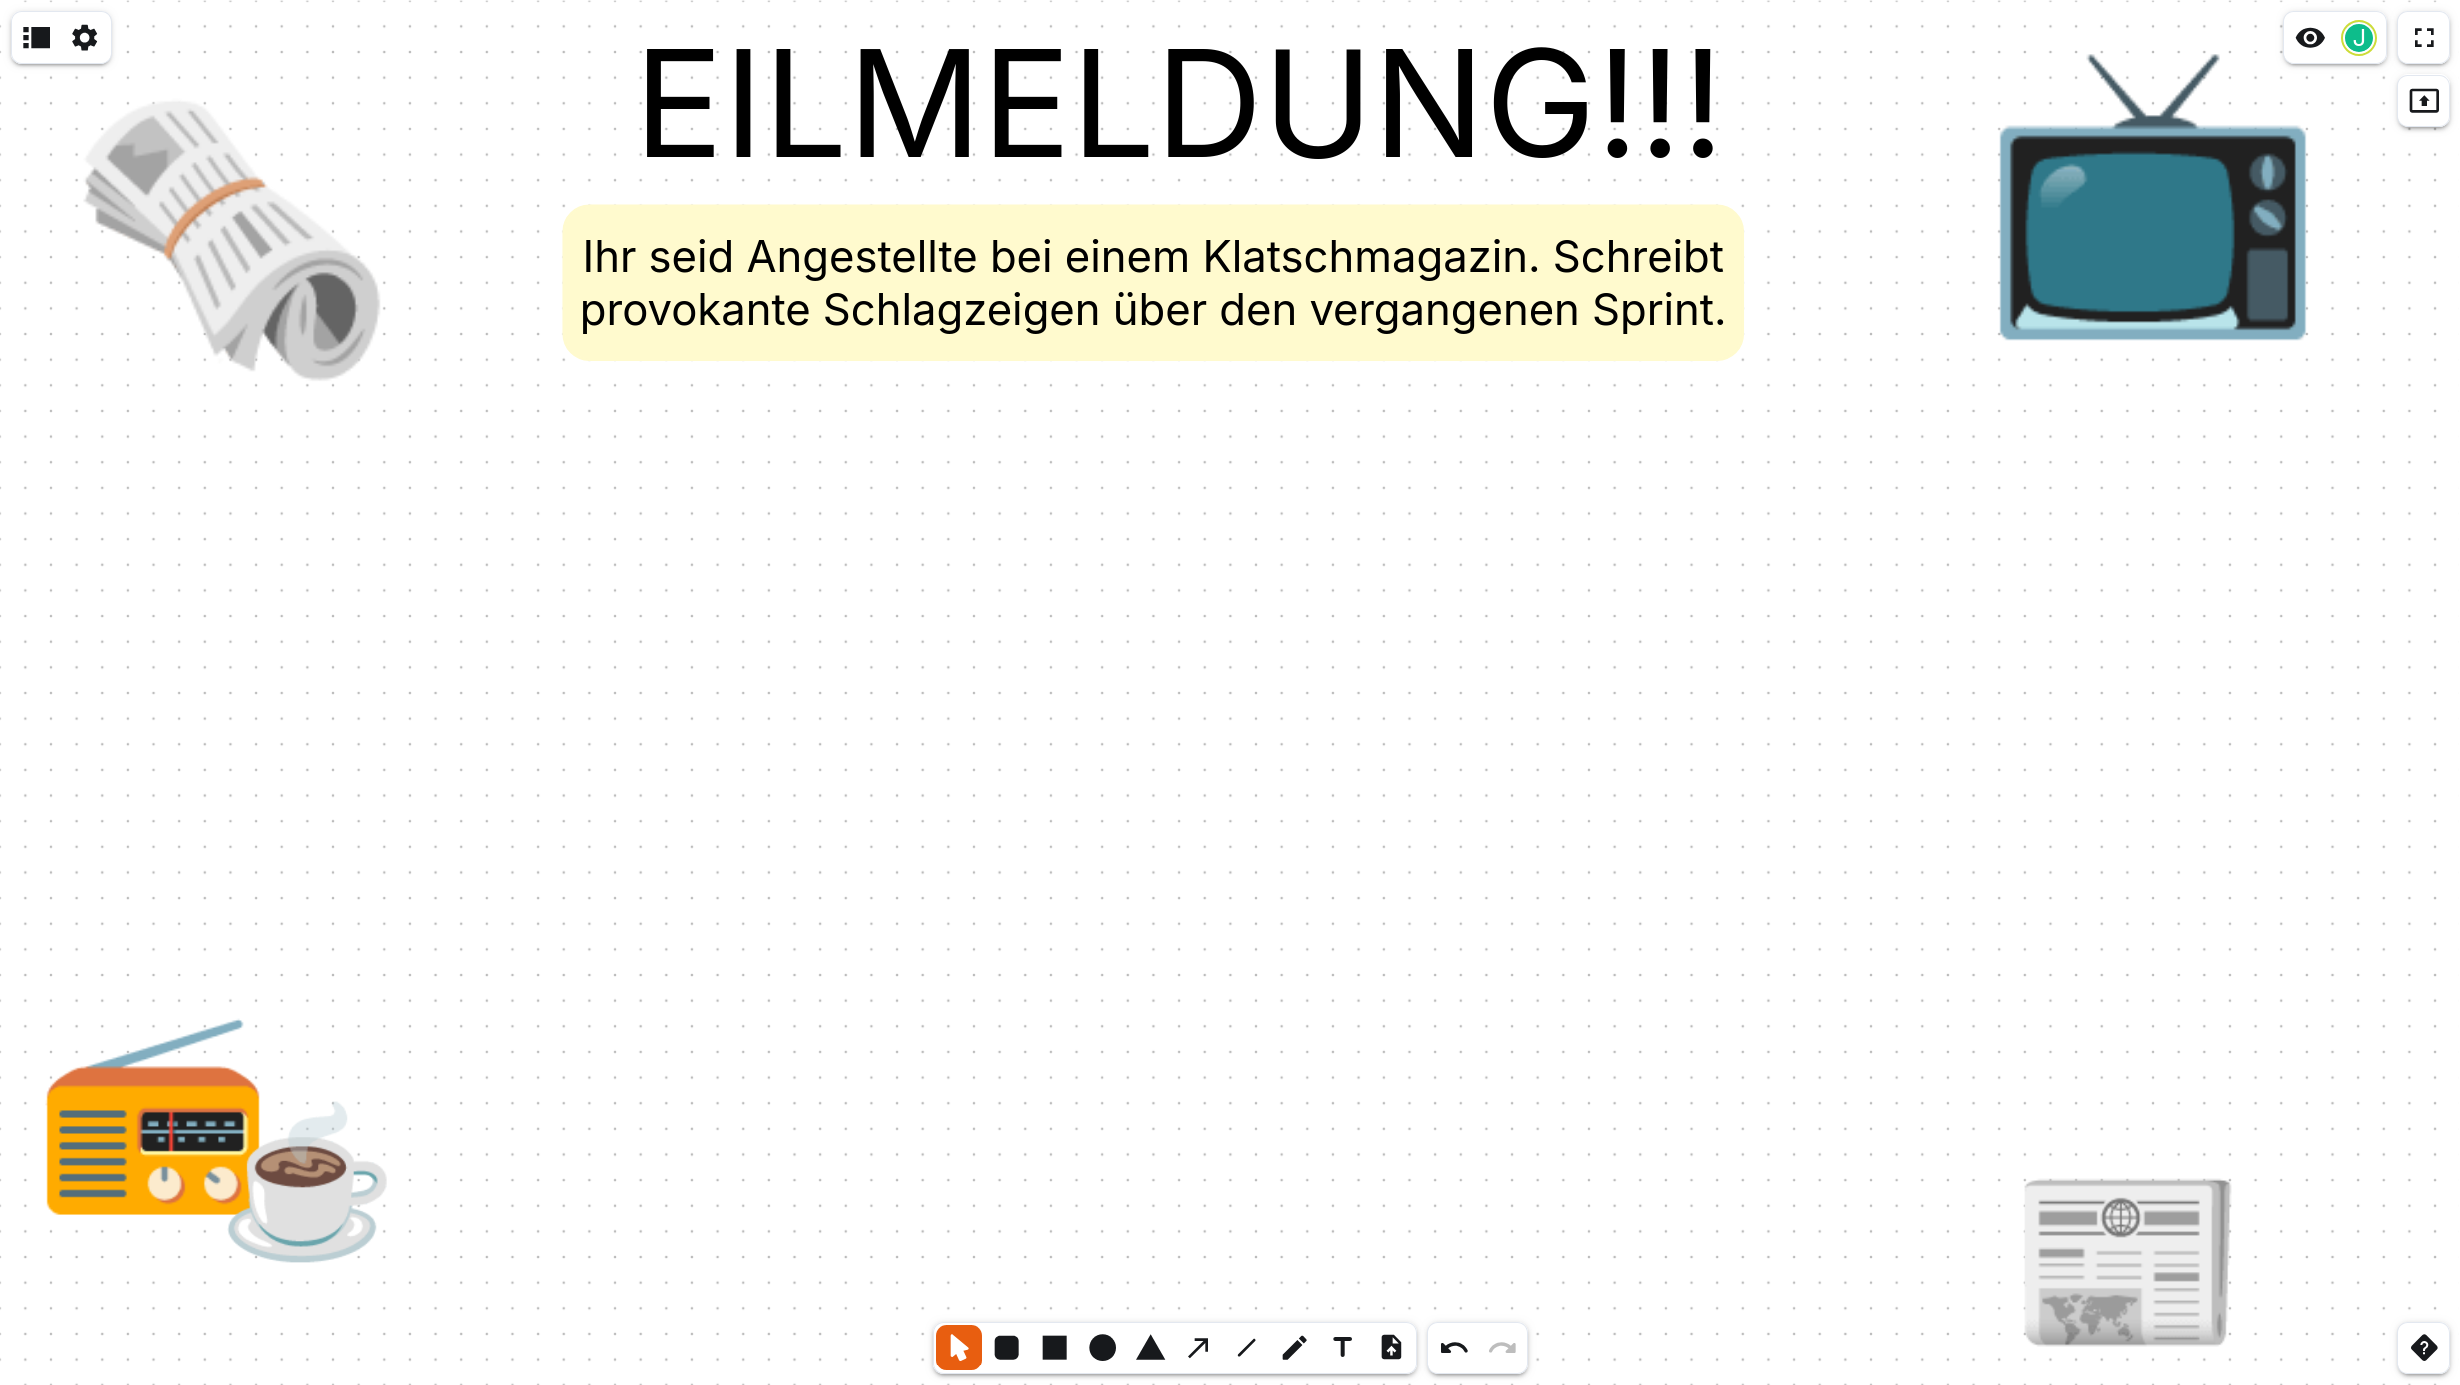 EILMELDUNG!!!
J
Ihr seid Angestellte bei einem Klatschmagazin. Schreibt
provokante Schlagzeigen über den vergangenen Sprint.
T
?